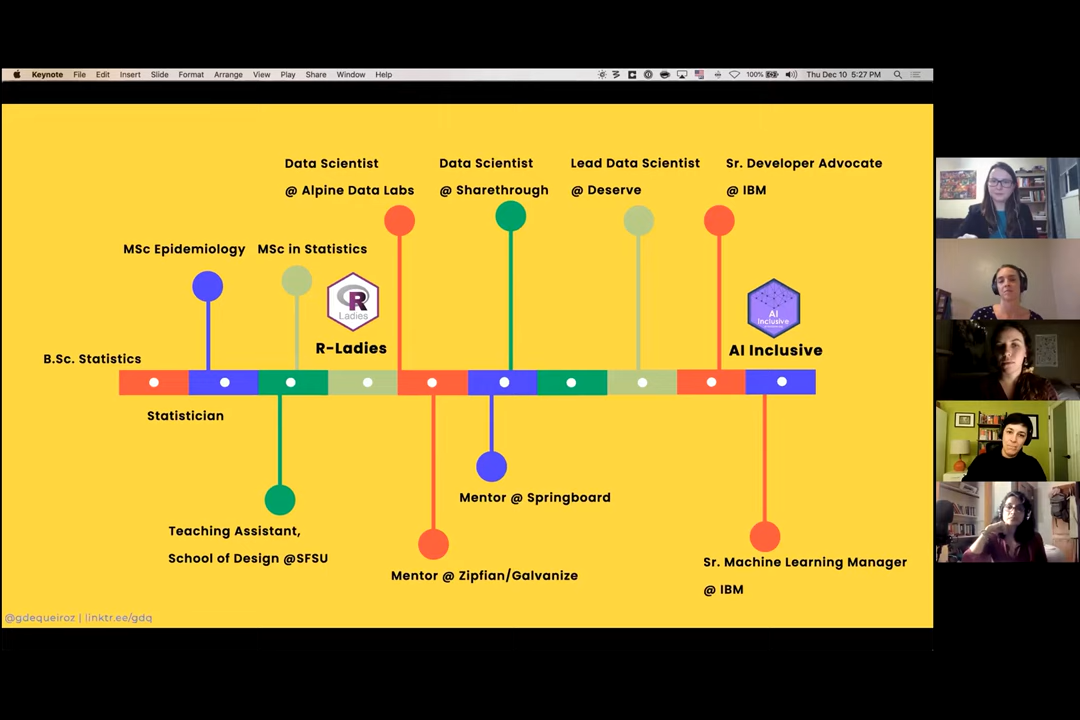 Keynote File Edit Insert Slide Format Arrange View Play Share Window Help
100% Thu Dec 10 5:27 PM
Data Scientist
@ Alpine Data Labs
Data Scientist
@ Sharethrough
Lead Data Scientist
@ Deserve
Sr. Developer Advocate
@ IBM
MSc Epidemiology
MSc in Statistics
R
Ladies
R-Ladies
AI
Inclusive
AI Inclusive
B.Sc. Statistics
Statistician
Teaching Assistant,
School of Design @SFSU
Mentor @ Springboard
Mentor @ Zipfian/Galvanize
Sr. Machine Learning Manager
@ IBM
@gdequeiroz | linktr.ee/gdq